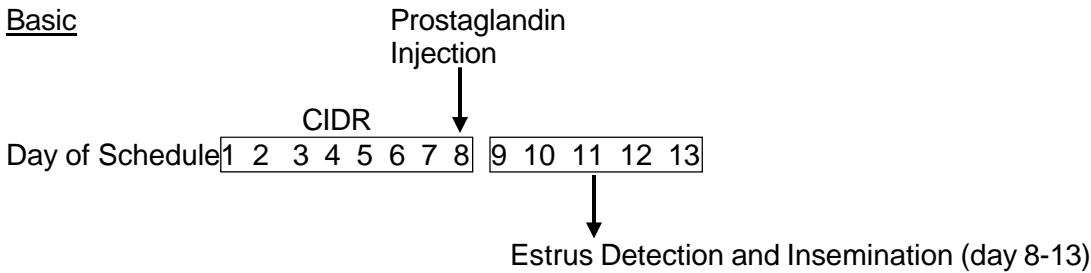 Basic
Prostaglandin
Injection
CIDR
Day of Schedule 1 2 3 4 5 6 7 8 9 10 11 12 13
Estrus Detection and Insemination (day 8-13)